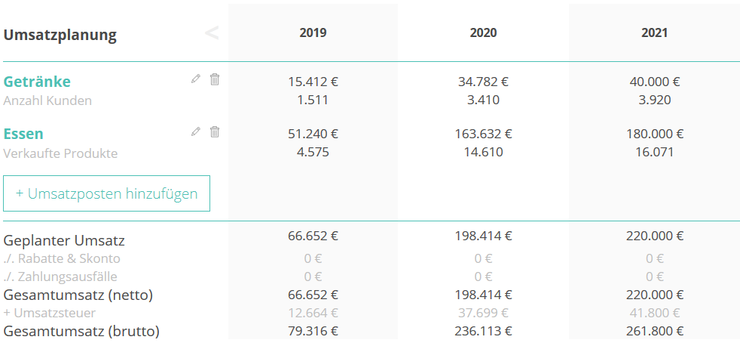 Umsatzplanung < 2019 2020 2021
Getränke 15.412 € 34.782 € 40.000 €
Anzahl Kunden 1.511 3.410 3.920
Essen 51.240 € 163.632 € 180.000 €
Verkaufte Produkte 4.575 14.610 16.071
+ Umsatzposten hinzufügen
Geplanter Umsatz 66.652 € 198.414 € 220.000 €
./. Rabatte & Skonto 0 € 0 € 0 €
./. Zahlungsausfälle 0 € 0 € 0 €
Gesamtumsatz (netto) 66.652 € 198.414 € 220.000 €
+ Umsatzsteuer 12.664 € 37.699 € 41.800 €
Gesamtumsatz (brutto) 79.316 € 236.113 € 261.800 €